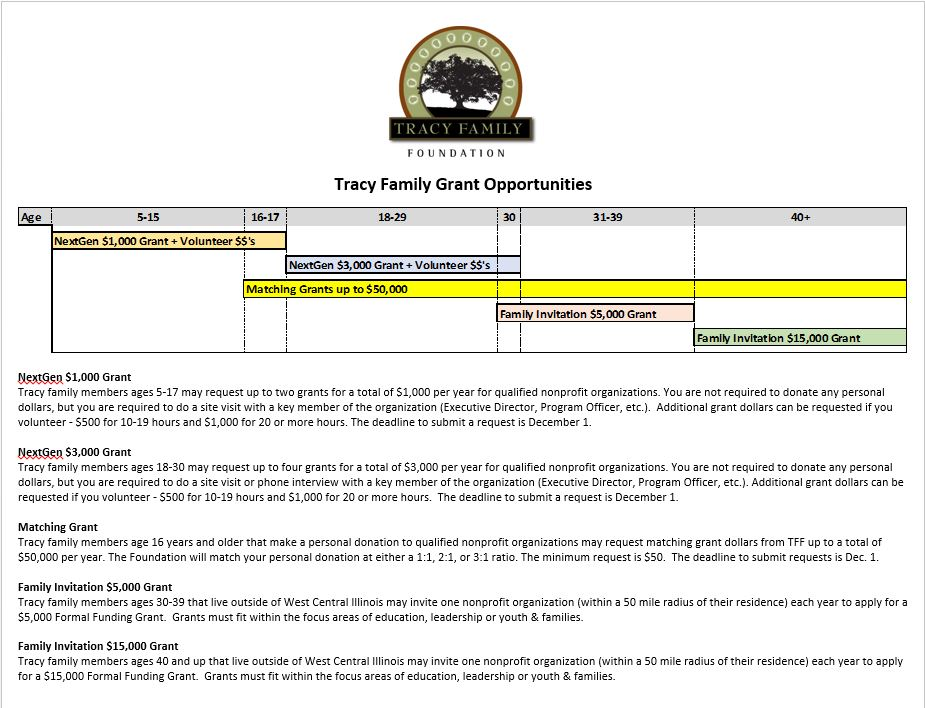 TRACY FAMILY
FOUNDATION
Tracy Family Grant Opportunities
Age 5-15 16-17 18-29 30 31-39 40+
NextGen $1,000 Grant + Volunteer $$'s
NextGen $3,000 Grant + Volunteer $$'s
Matching Grants up to $50,000
Family Invitation $5,000 Grant
Family Invitation $15,000 Grant
NextGen $1,000 Grant
Tracy family members ages 5-17 may request up to two grants for a total of $1,000 per year for qualified nonprofit organizations. You are not required to donate any personal
dollars, but you are required to do a site visit with a key member of the organization (Executive Director, Program Officer, etc.). Additional grant dollars can be requested if you
volunteer - $500 for 10-19 hours and $1,000 for 20 or more hours. The deadline to submit a request is December 1.
NextGen $3,000 Grant
Tracy family members ages 18-30 may request up to four grants for a total of $3,000 per year for qualified nonprofit organizations. You are not required to donate any personal
dollars, but you are required to do a site visit or phone interview with a key member of the organization (Executive Director, Program Officer, etc.). Additional grant dollars can be
requested if you volunteer - $500 for 10-19 hours and $1,000 for 20 or more hours. The deadline to submit a request is December 1.
Matching Grant
Tracy family members age 16 years and older that make a personal donation to qualified nonprofit organizations may request matching grant dollars from TFF up to a total of
$50,000 per year. The Foundation will match your personal donation at either a 1:1, 2:1, or 3:1 ratio. The minimum request is $50. The deadline to submit requests is Dec. 1.
Family Invitation $5,000 Grant
Tracy family members ages 30-39 that live outside of West Central Illinois may invite one nonprofit organization (within a 50 mile radius of their residence) each year to apply for a
$5,000 Formal Funding Grant. Grants must fit within the focus areas of education, leadership or youth & families.
Family Invitation $15,000 Grant
Tracy family members ages 40 and up that live outside of West Central Illinois may invite one nonprofit organization (within a 50 mile radius of their residence) each year to apply
for a $15,000 Formal Funding Grant. Grants must fit within the focus areas of education, leadership or youth & families.